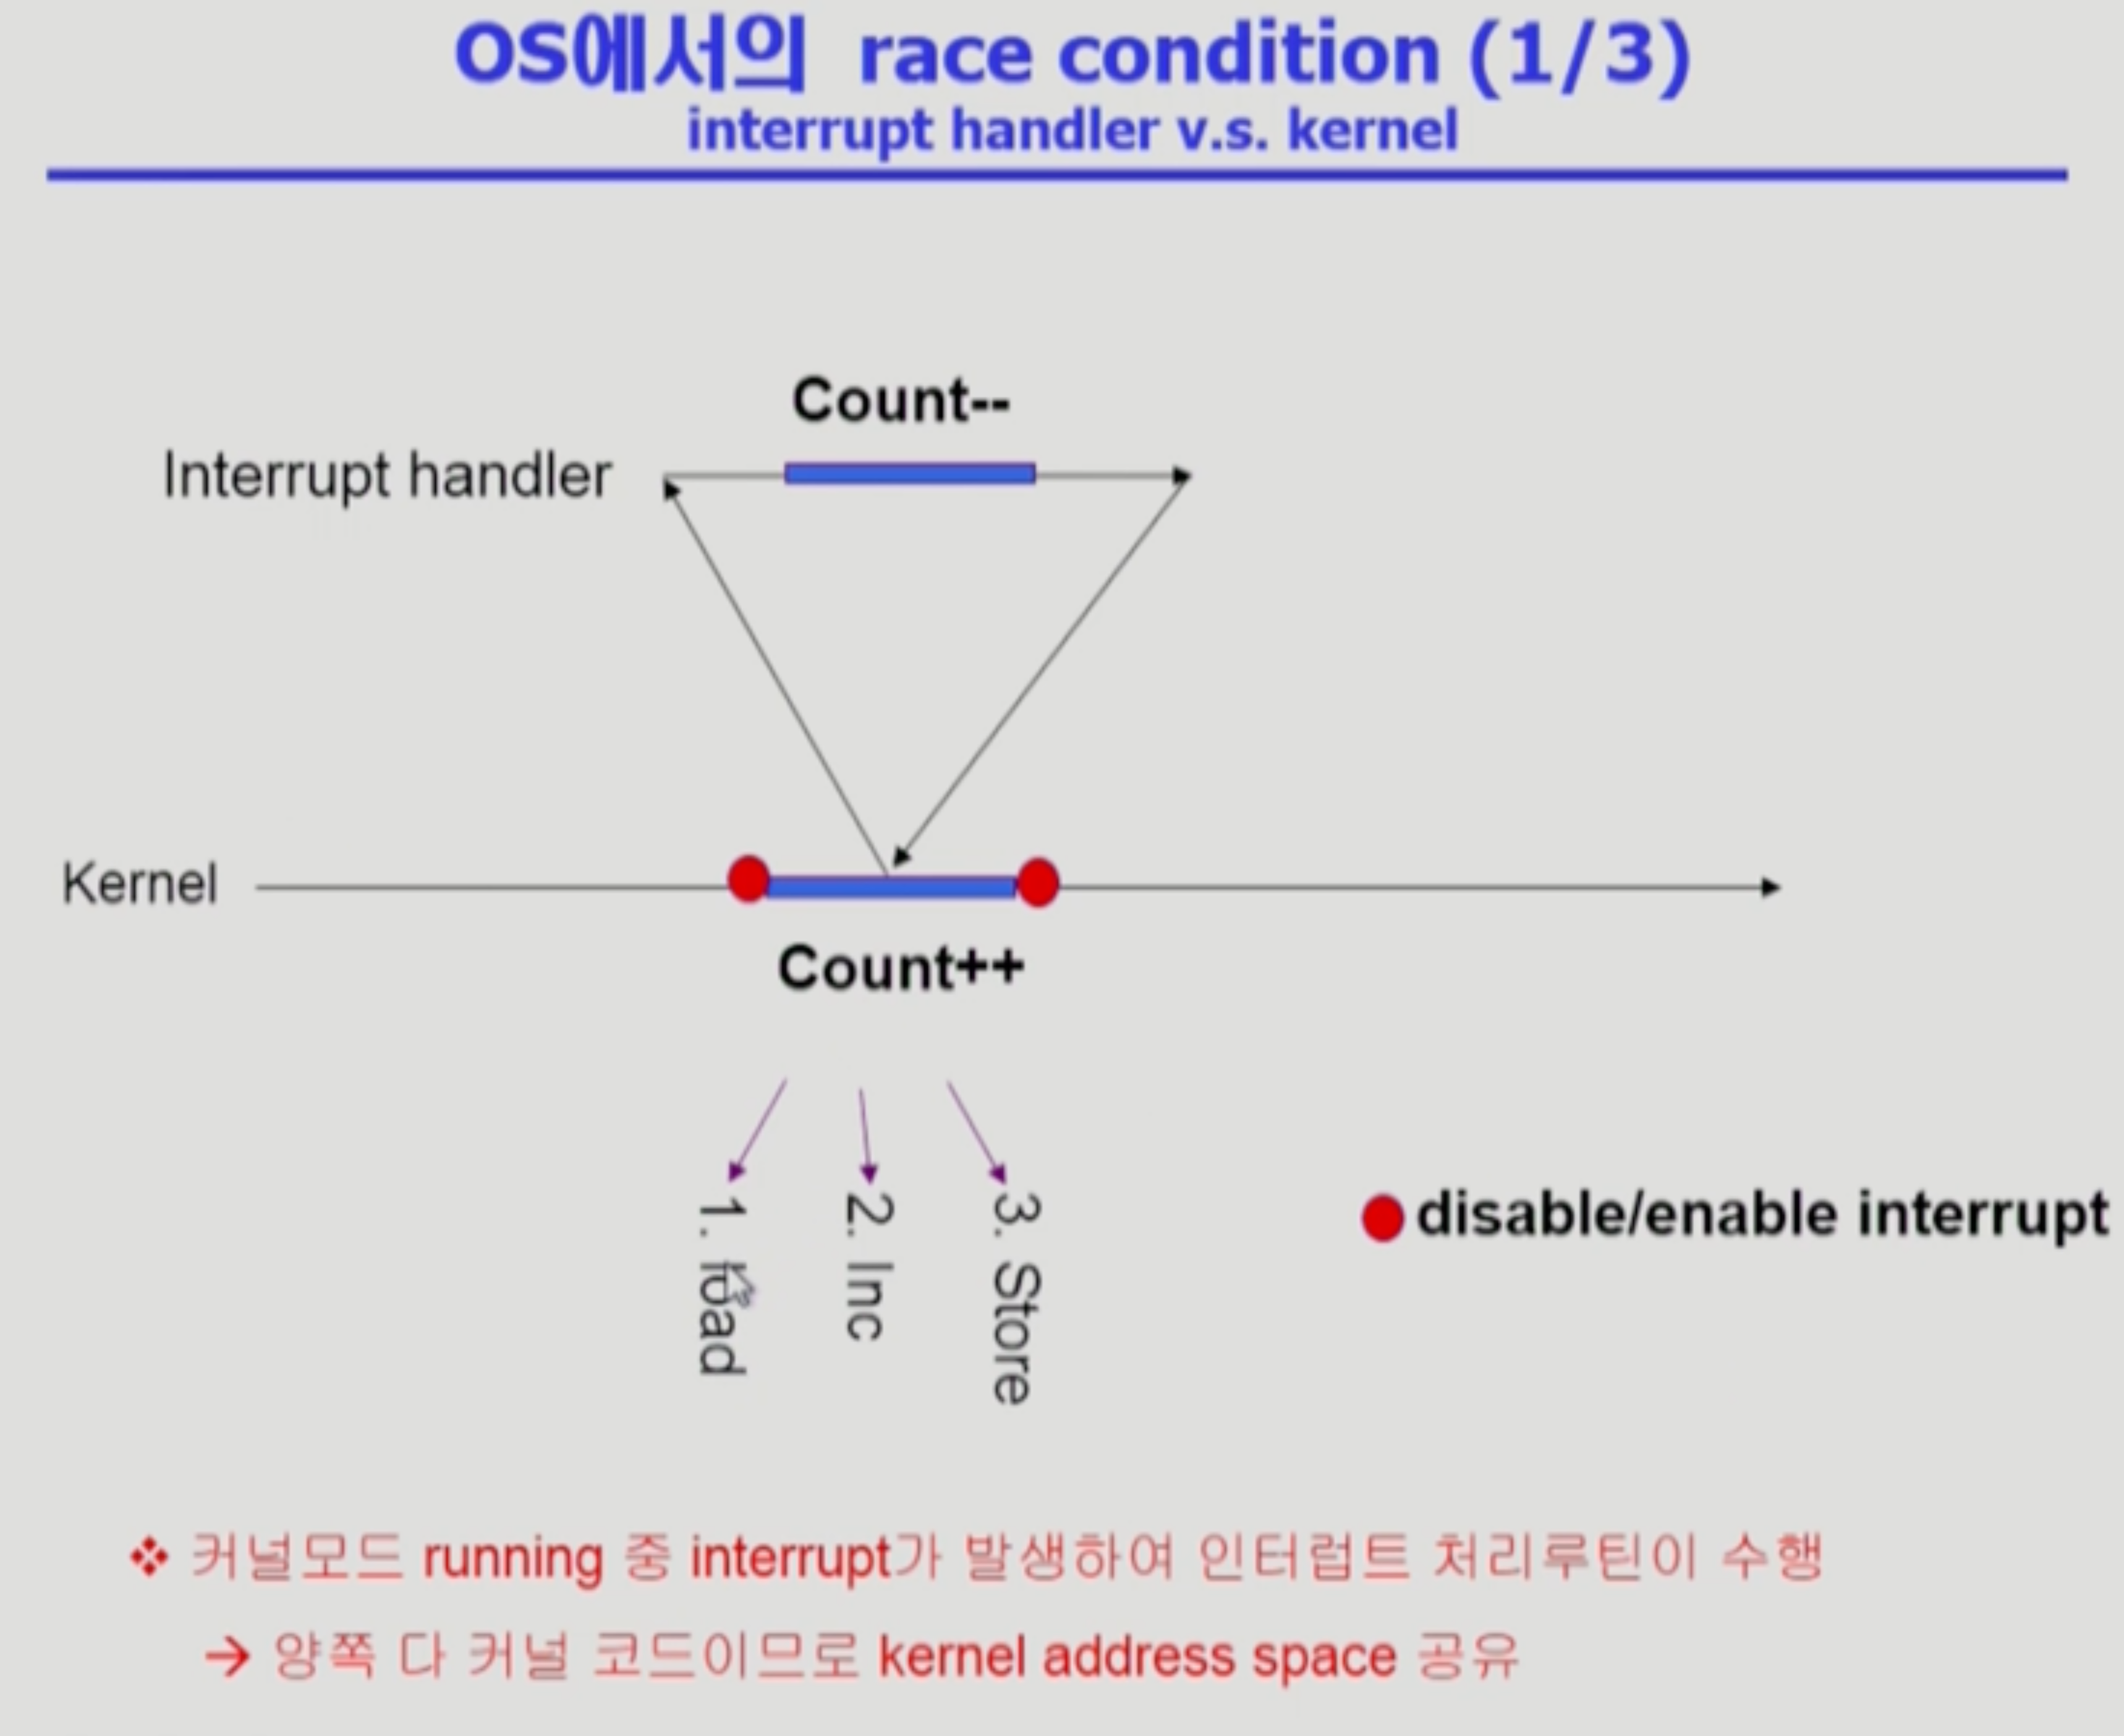 OS에서의 race condition (1/3)
interrupt handler v.s. kernel
Count--
Interrupt handler
Kernel
Count++
1. load
2. Inc
3. Store
disable/enable interrupt
❖ 커널모드 running 중 interrupt가 발생하여 인터럽트 처리루틴이 수행
→ 양쪽 다 커널 코드이므로 kernel address space 공유